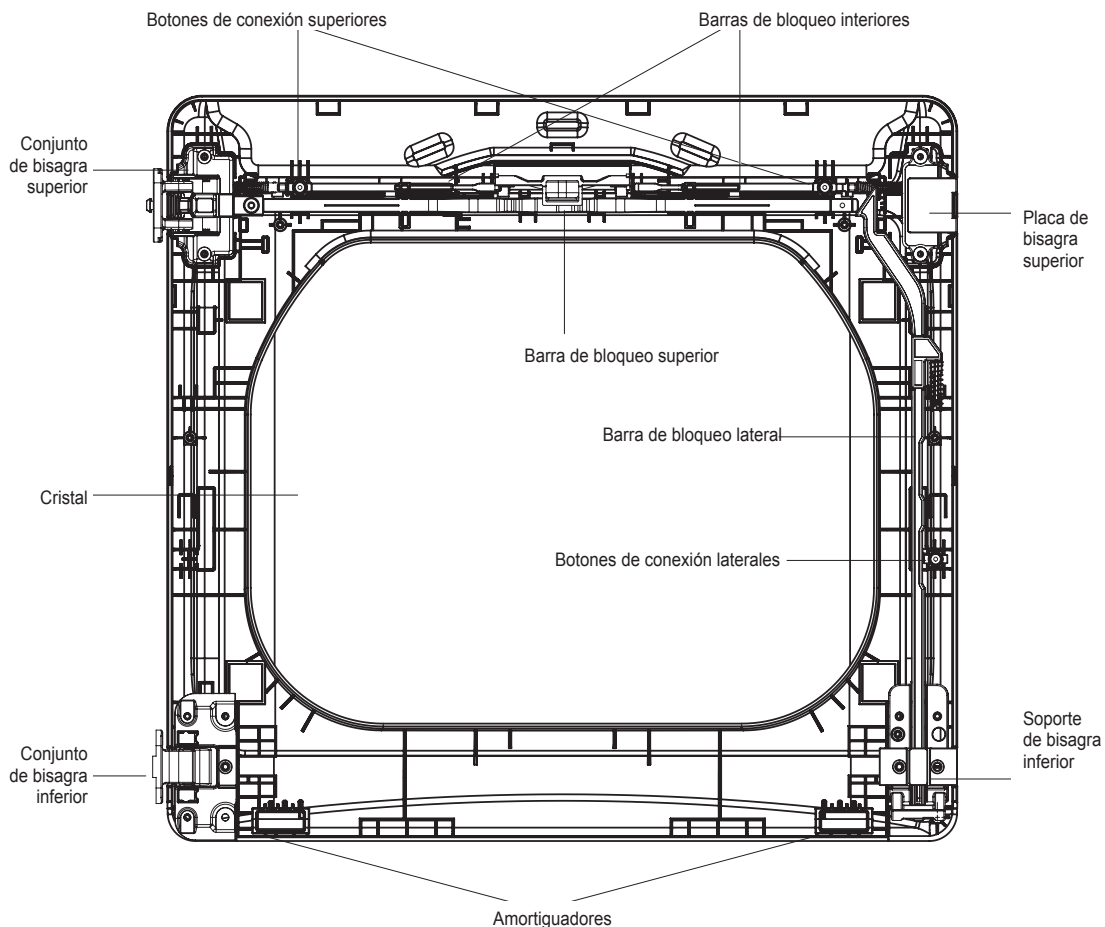 Botones de conexión superiores
Barras de bloqueo interiores
Conjunto
de bisagra
superior
Placa de
bisagra
superior
Barra de bloqueo superior
Barra de bloqueo lateral
Cristal
Botones de conexión laterales
Conjunto
de bisagra
inferior
Soporte
de bisagra
inferior
Amortiguadores